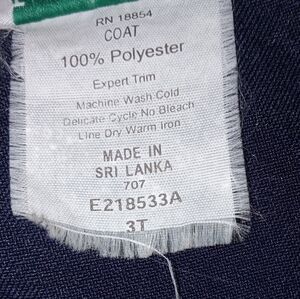 RN 18854
COAT
100% Polyester
Expert Trim
Machine Wash Cold
Delicate Cycle No Bleach
Line Dry Warm Iron
MADE IN
SRI LANKA
707
E218533A
3T